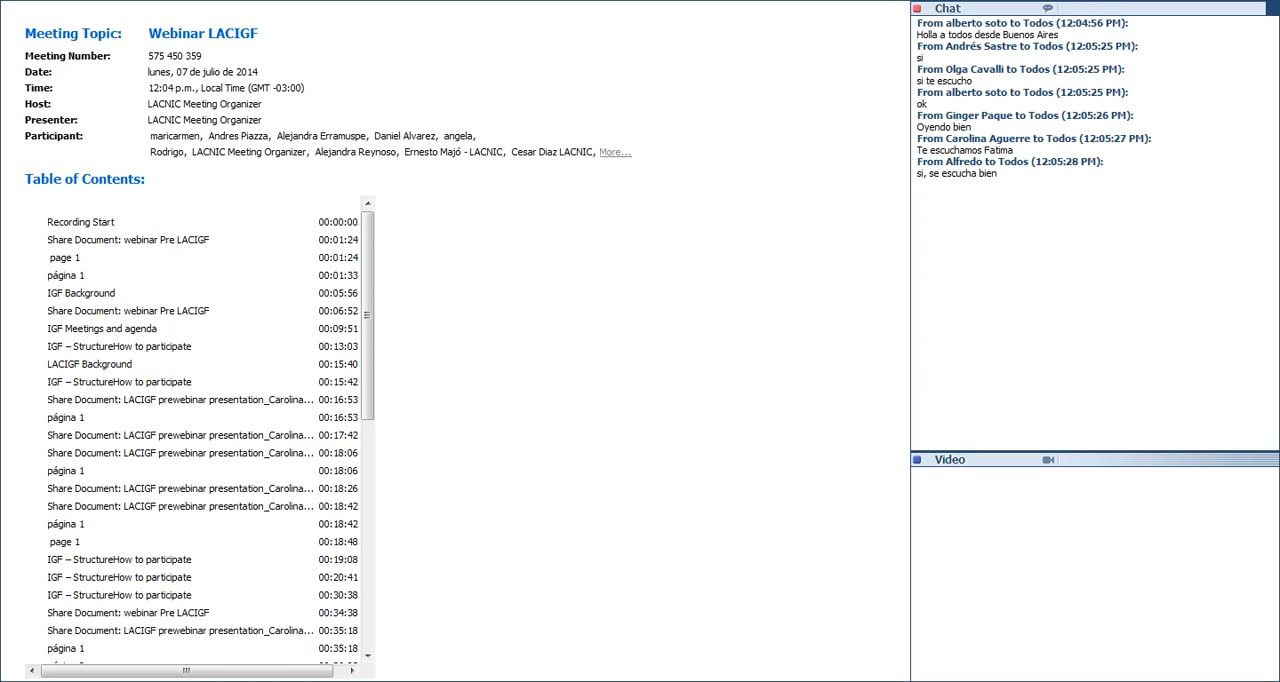 Meeting Topic: Webinar LACIGF
Meeting Number: 575 450 359
Date: lunes, 07 de julio de 2014
Time: 12:04 p.m., Local Time (GMT -03:00)
Host: LACNIC Meeting Organizer
Presenter: LACNIC Meeting Organizer
Participant: maricarmen, Andres Piazza, Alejandra Erramuspe, Daniel Alvarez, angela,
Rodrigo, LACNIC Meeting Organizer, Alejandra Reynoso, Ernesto Majó - LACNIC, Cesar Diaz LACNIC, More...
Table of Contents:
Recording Start 00:00:00
Share Document: webinar Pre LACIGF 00:01:24
page 1 00:01:24
página 1 00:01:33
IGF Background 00:05:56
Share Document: webinar Pre LACIGF 00:06:52
IGF Meetings and agenda 00:09:51
IGF – StructureHow to participate 00:13:03
LACIGF Background 00:15:40
IGF – StructureHow to participate 00:15:42
Share Document: LACIGF prewebinar presentation_Carolina... 00:16:53
página 1 00:16:53
Share Document: LACIGF prewebinar presentation_Carolina... 00:17:42
Share Document: LACIGF prewebinar presentation_Carolina... 00:18:06
página 1 00:18:06
Share Document: LACIGF prewebinar presentation_Carolina... 00:18:26
Share Document: LACIGF prewebinar presentation_Carolina... 00:18:42
página 1 00:18:42
page 1 00:18:48
IGF – StructureHow to participate 00:19:08
IGF – StructureHow to participate 00:20:41
IGF – StructureHow to participate 00:30:38
Share Document: webinar Pre LACIGF 00:34:38
Share Document: LACIGF prewebinar presentation_Carolina... 00:35:18
página 1 00:35:18
Chat
From alberto soto to Todos (12:04:56 PM):
Holla a todos desde Buenos Aires
From Andrés Sastre to Todos (12:05:25 PM):
si
From Olga Cavalli to Todos (12:05:25 PM):
si te escucho
From alberto soto to Todos (12:05:25 PM):
ok
From Ginger Paque to Todos (12:05:26 PM):
Oyendo bien
From Carolina Aguerre to Todos (12:05:27 PM):
Te escuchamos Fatima
From Alfredo to Todos (12:05:28 PM):
si, se escucha bien
Video